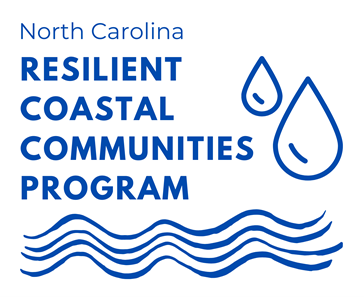 North Carolina
RESILIENT
COASTAL
COMMUNITIES
PROGRAM